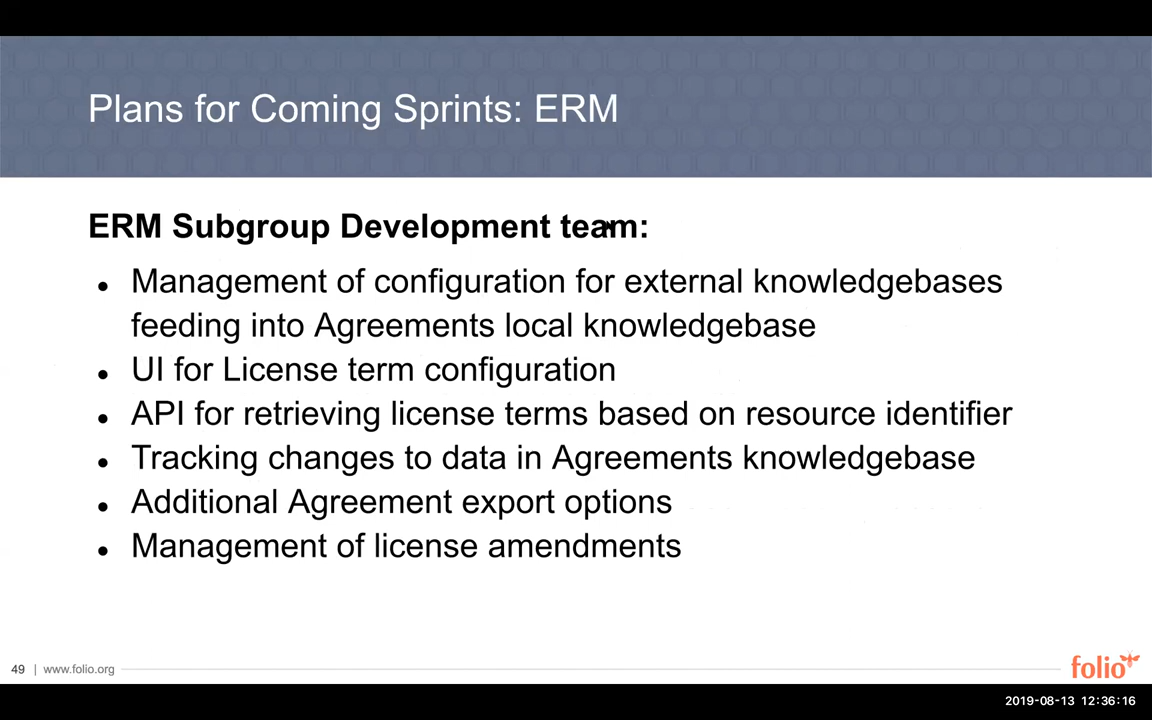 Plans for Coming Sprints: ERM
ERM Subgroup Development team:
• Management of configuration for external knowledgebases
feeding into Agreements local knowledgebase
• UI for License term configuration
• API for retrieving license terms based on resource identifier
• Tracking changes to data in Agreements knowledgebase
• Additional Agreement export options
• Management of license amendments
49 | www.folio.org
folio
2019-08-13 12:36:16